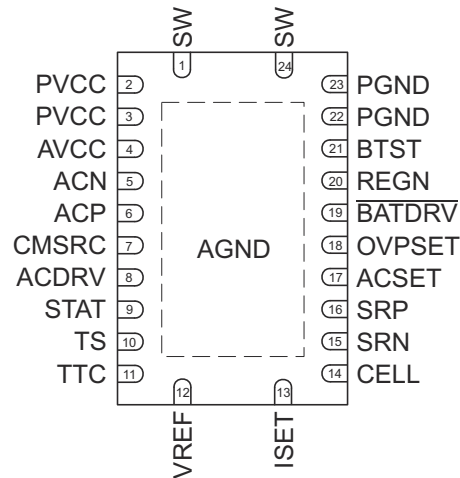 SW SW
1 24
PVCC 2 23 PGND
PVCC 3 22 PGND
AVCC 4 21 BTST
ACN 5 20 REGN
ACP 6 19 BATDRV
CMSRC 7 18 OVPSET
AGND
ACDRV 8 17 ACSET
STAT 9 16 SRP
TS 10 15 SRN
TTC 11 14 CELL
12 13
VREF ISET